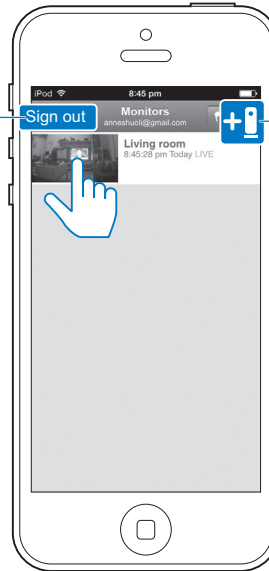 iPod 8:45 pm
Sign out Monitors
anneshuoli@gmail.com
Living room
8:45:28 pm Today LIVE